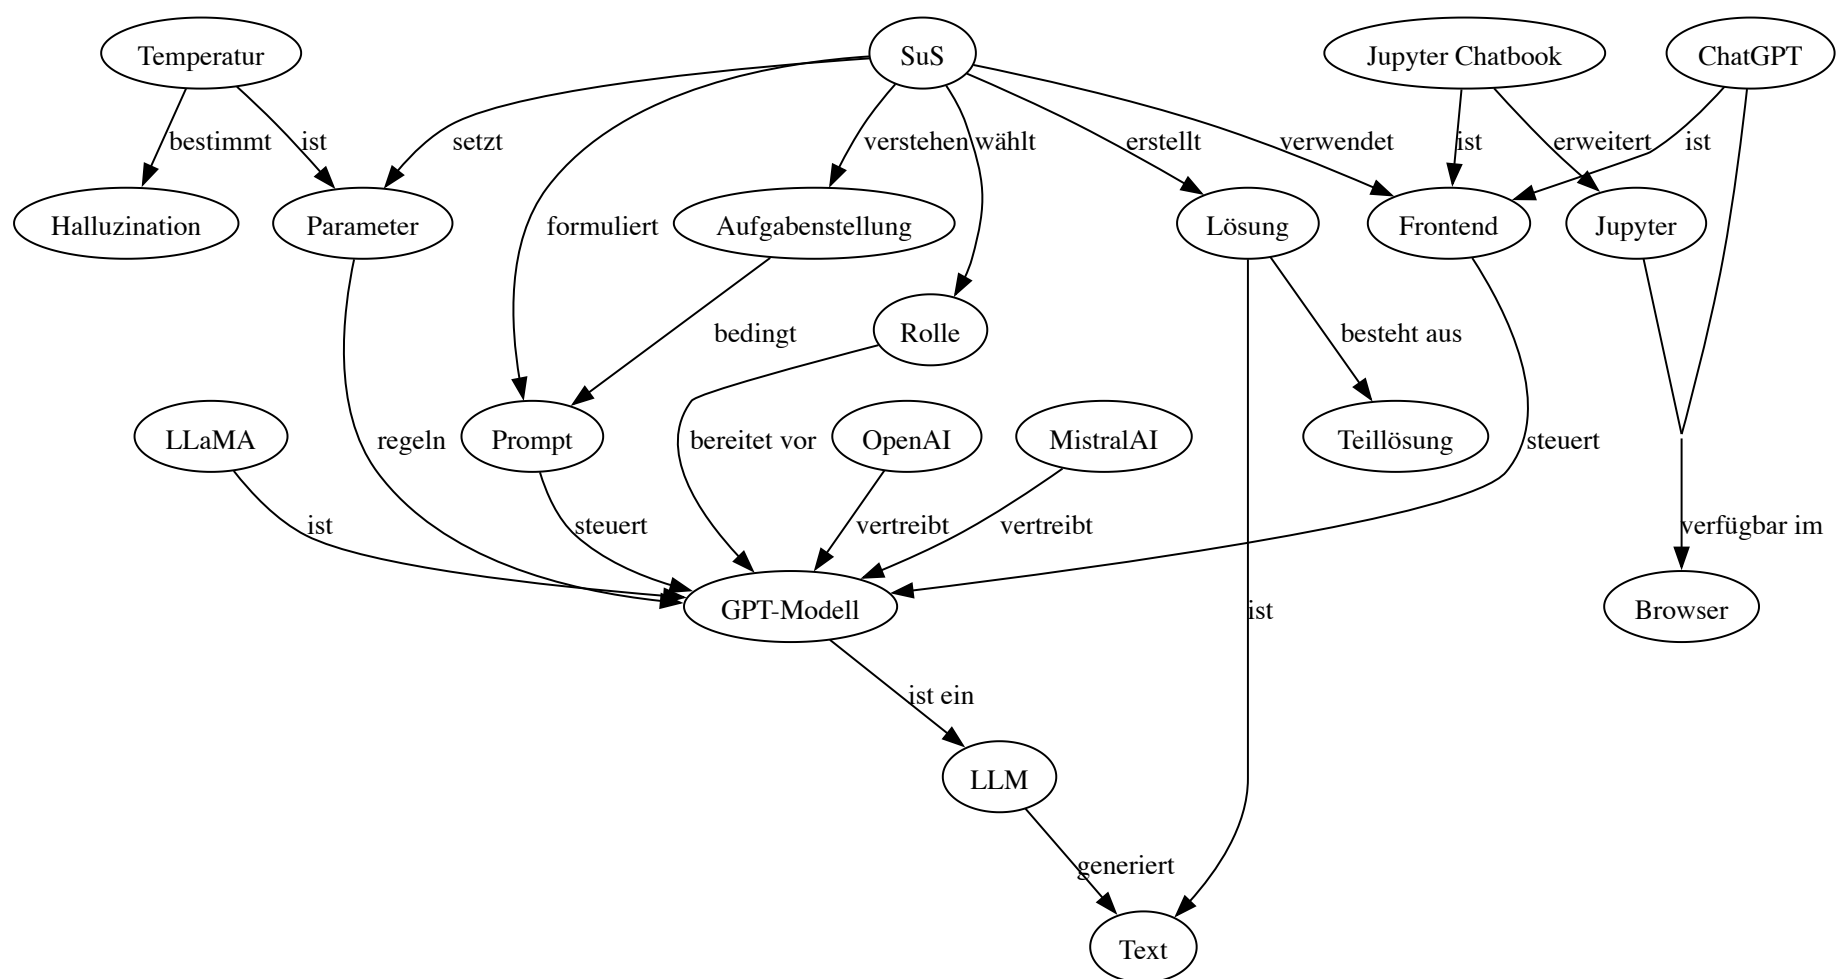 Temperatur
SuS
Jupyter Chatbook
ChatGPT
bestimmt
ist
setzt
verstehen
wählt
erstellt
verwendet
ist
erweitert
ist
Halluzination
Parameter
formuliert
Aufgabenstellung
Lösung
Frontend
Jupyter
bedingt
Rolle
besteht aus
LLaMA
regeln
Prompt
bereitet vor
OpenAI
MistralAI
Teillösung
steuert
ist
steuert
vertreibt
vertreibt
verfügbar im
GPT-Modell
ist
Browser
ist ein
LLM
generiert
Text